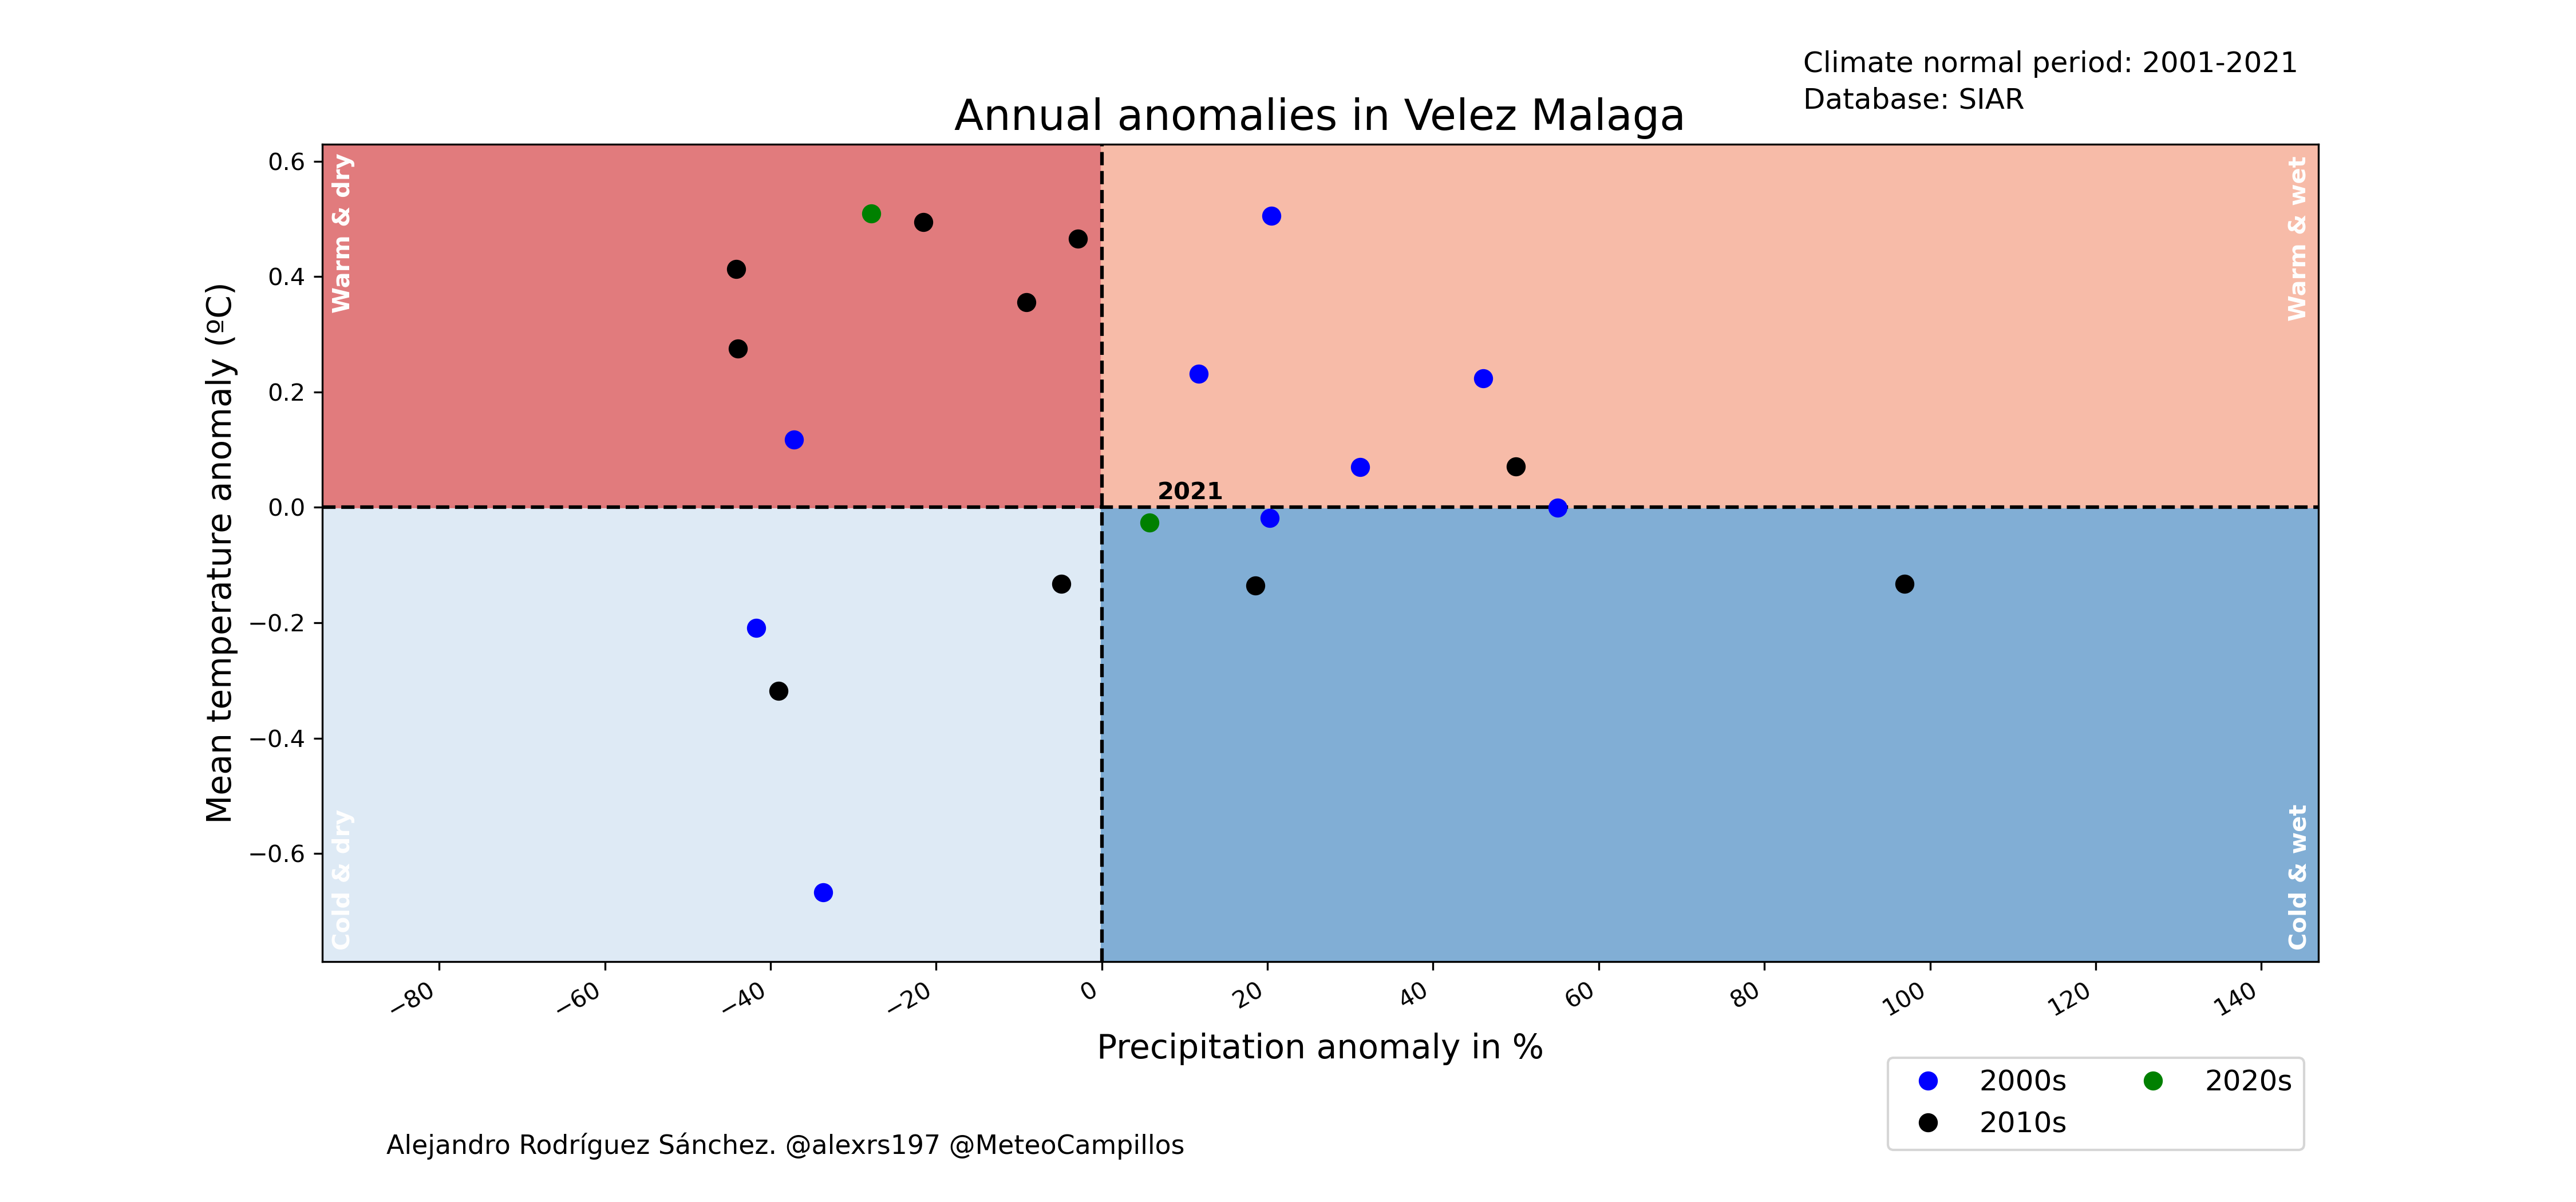 Climate normal period: 2001-2021
Database: SIAR
Annual anomalies in Velez Malaga
Warm & dry
Warm & wet
Cold & dry
Cold & wet
2021
Mean temperature anomaly (ºC)
0.6
0.4
0.2
0.0
−0.2
−0.4
−0.6
−80
−60
−40
−20
0
20
40
60
80
100
120
140
Precipitation anomaly in %
2000s
2010s
2020s
Alejandro Rodríguez Sánchez. @alexrs197 @MeteoCampillos